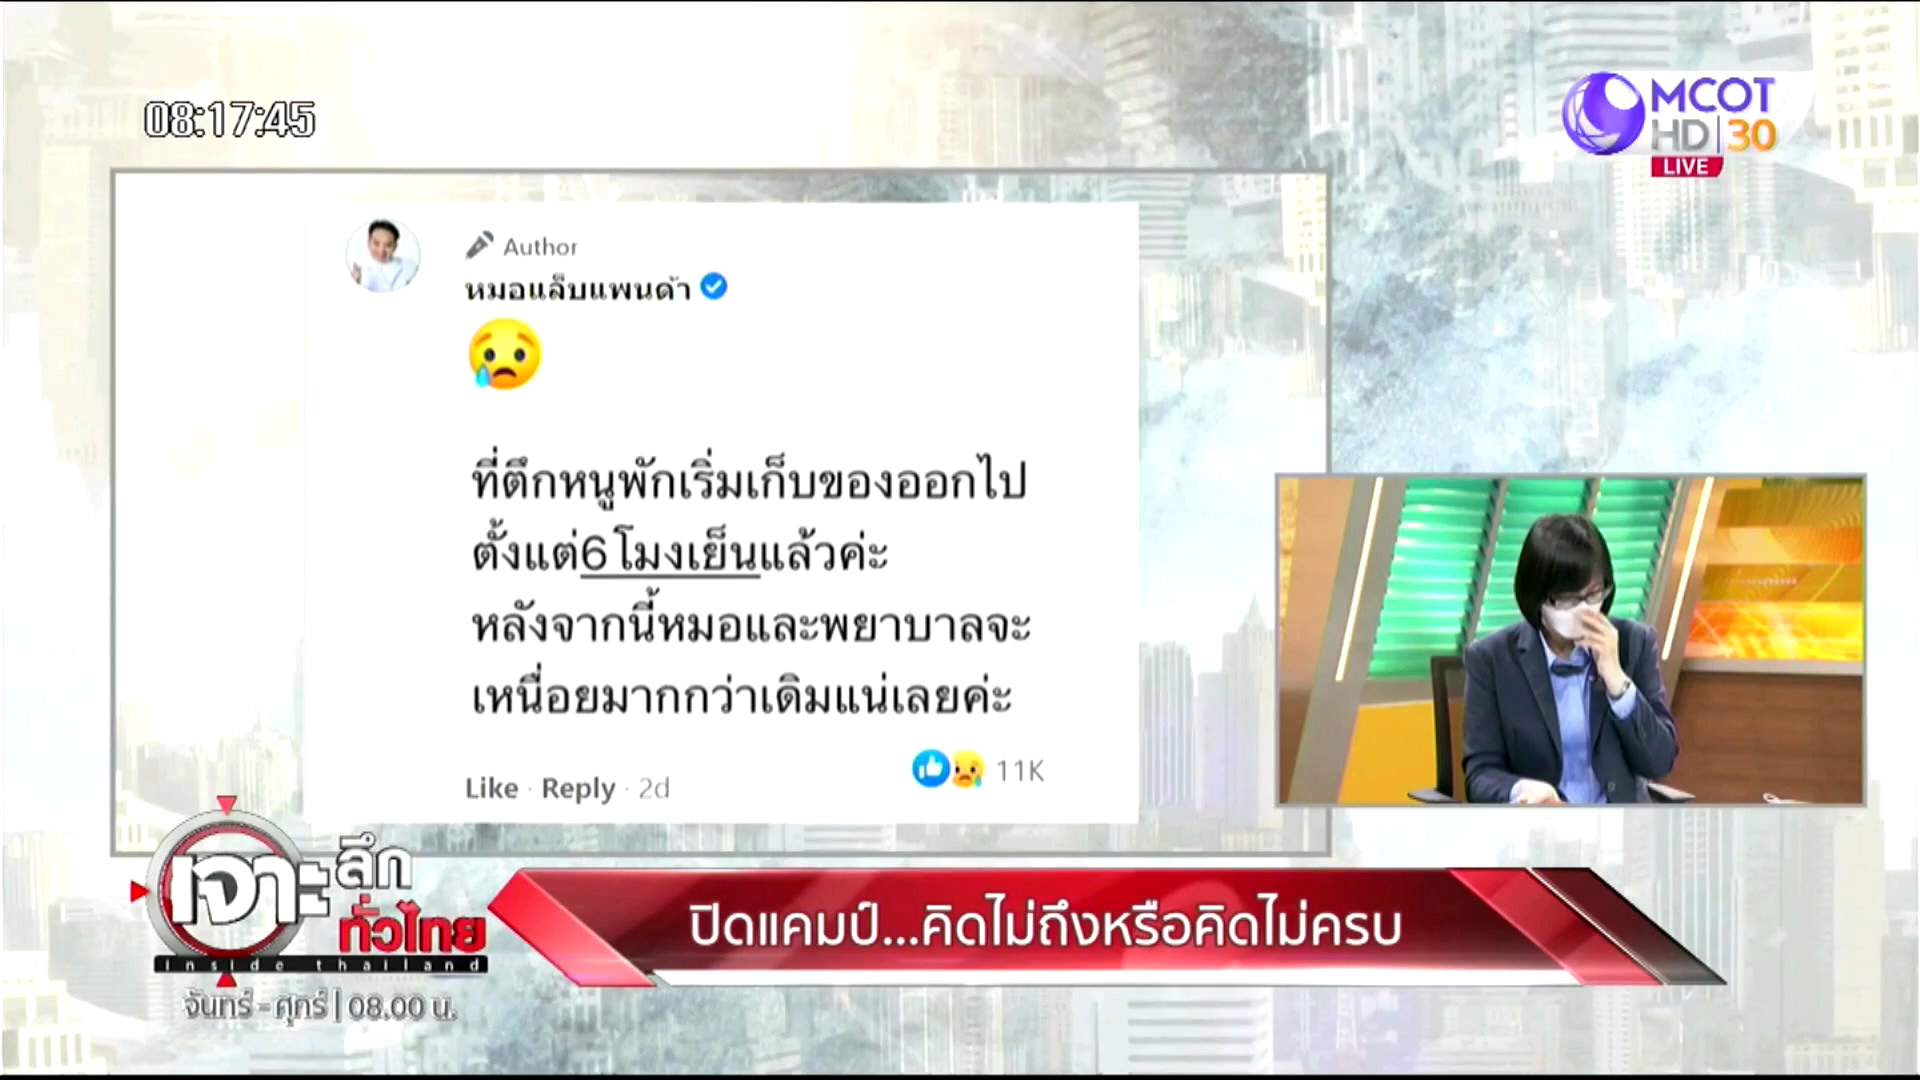 08:17:45
MCOT
HD|30
LIVE
Author
หมอแล็บแพนด้า
ที่ตึกหนูพักเริ่มเก็บของออกไป
ตั้งแต่6โมงเย็นแล้วค่ะ
หลังจากนี้หมอและพยาบาลจะ
เหนื่อยมากกว่าเดิมแน่เลยค่ะ
Like · Reply · 2d
11K
เจาะลึกทั่วไทย
inside thailand
จันทร์ - ศุกร์ | 08.00 น.
ปิดแคมป์...คิดไม่ถึงหรือคิดไม่ครบ